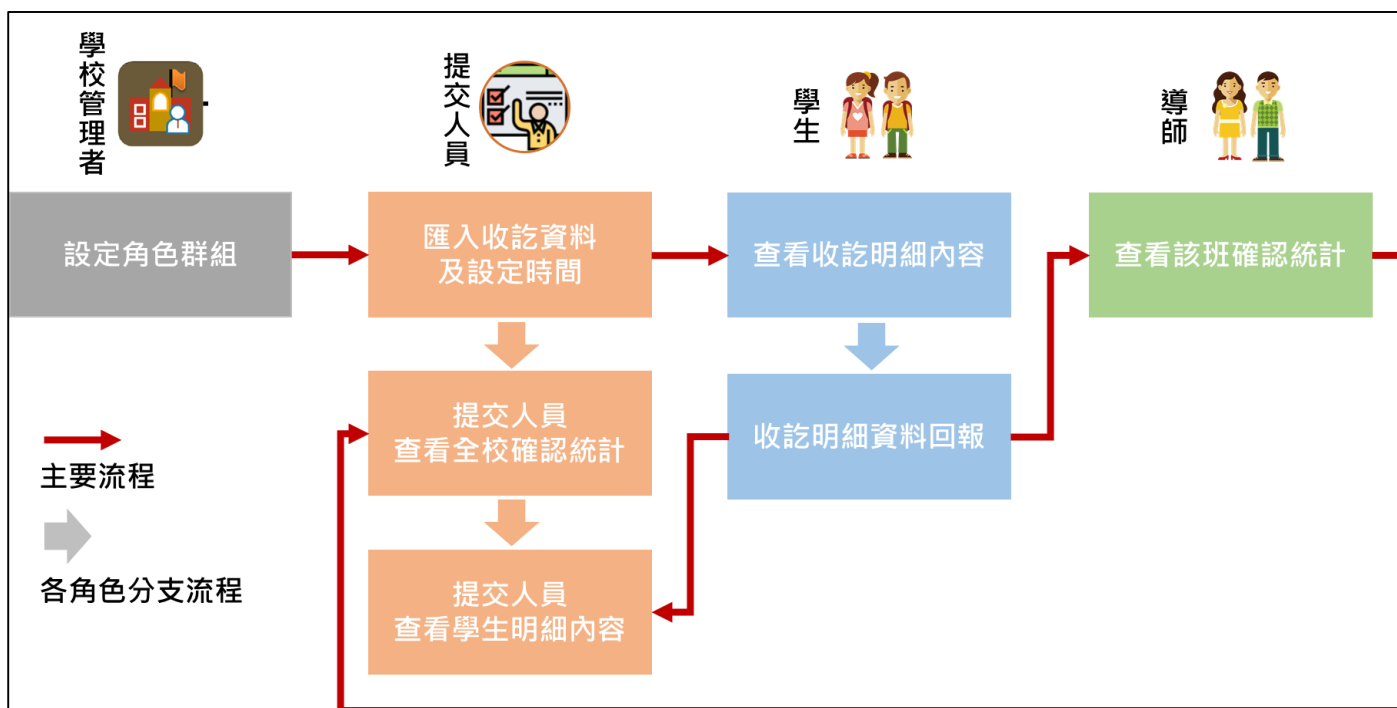 學校管理者
提交人員
學生
導師
設定角色群組
匯入收訖資料
及設定時間
查看收訖明細內容
查看該班確認統計
提交人員
查看全校確認統計
收訖明細資料回報
主要流程
各角色分支流程
提交人員
查看學生明細內容